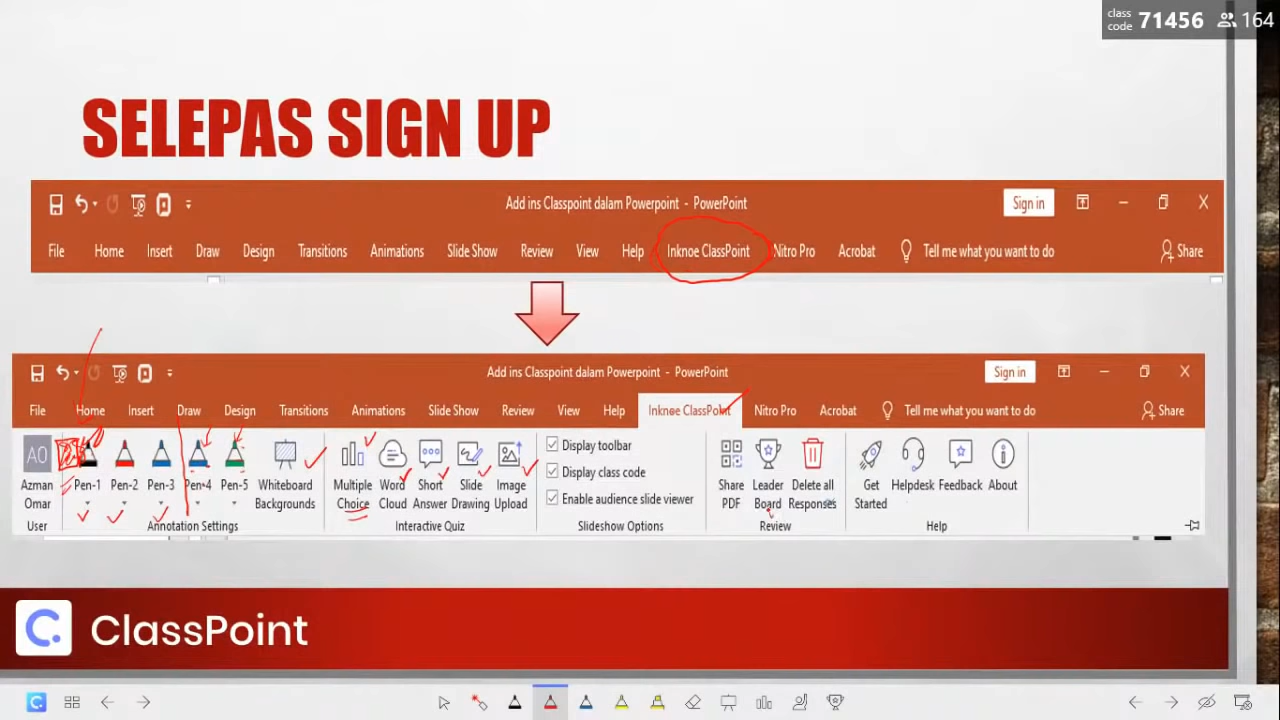 class code 71456 164
SELEPAS SIGN UP
Add ins Classpoint dalam Powerpoint - PowerPoint Sign in
File Home Insert Draw Design Transitions Animations Slide Show Review View Help Inknoe ClassPoint Nitro Pro Acrobat Tell me what you want to do Share
Add ins Classpoint dalam Powerpoint - PowerPoint Sign in
File Home Insert Draw Design Transitions Animations Slide Show Review View Help Inknoe ClassPoint Nitro Pro Acrobat Tell me what you want to do Share
AO
Azman Omar
User
Pen-1 Pen-2 Pen-3 Pen-4 Pen-5 Whiteboard Backgrounds
Annotation Settings
Multiple Choice Word Cloud Short Answer Slide Drawing Image Upload
Interactive Quiz
Display toolbar
Display class code
Enable audience slide viewer
Slideshow Options
Share PDF Leader Board Delete all Responses
Review
Get Started Helpdesk Feedback About
Help
C. ClassPoint